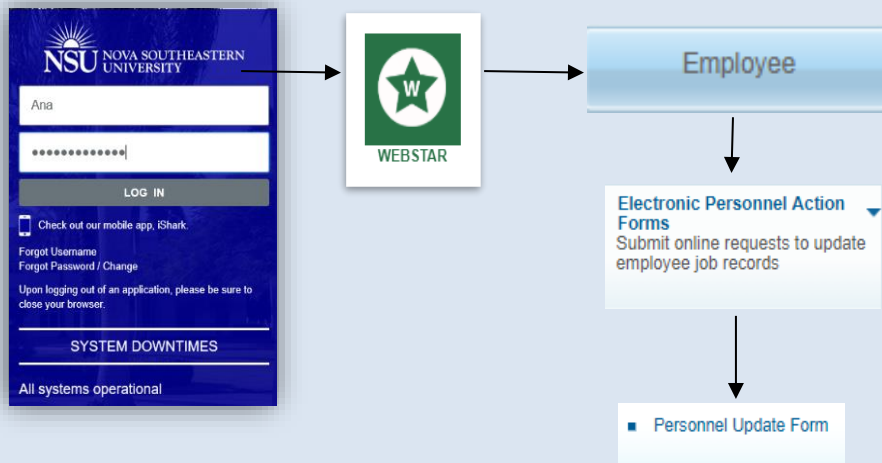 NSU NOVA SOUTHEASTERN
UNIVERSITY
Ana
LOG IN
Check out our mobile app, iShark.
Forgot Username
Forgot Password / Change
Upon logging out of an application, please be sure to
close your browser.
SYSTEM DOWNTIMES
All systems operational
W
WEBSTAR
Employee
Electronic Personnel Action
Forms
Submit online requests to update
employee job records
Personnel Update Form